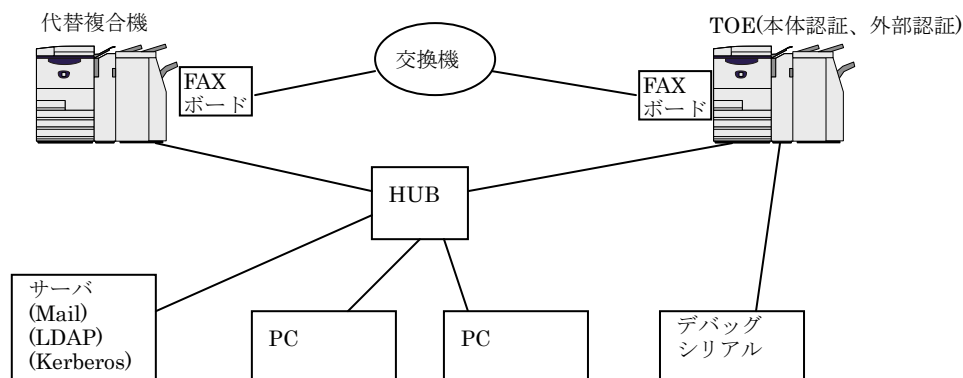 代替複合機
TOE(本体認証、外部認証)
交換機
FAX
ボード
FAX
ボード
HUB
サーバ
(Mail)
(LDAP)
(Kerberos)
PC
PC
デバッグ
シリアル